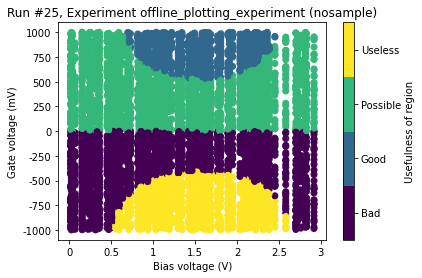 Run #25, Experiment offline_plotting_experiment (nosample)
1000
750
500
250
0
-250
-500
-750
-1000
Gate voltage (mV)
0
0.5
1
1.5
2
2.5
3
Bias voltage (V)
Useless
Possible
Good
Bad
Usefulness of region